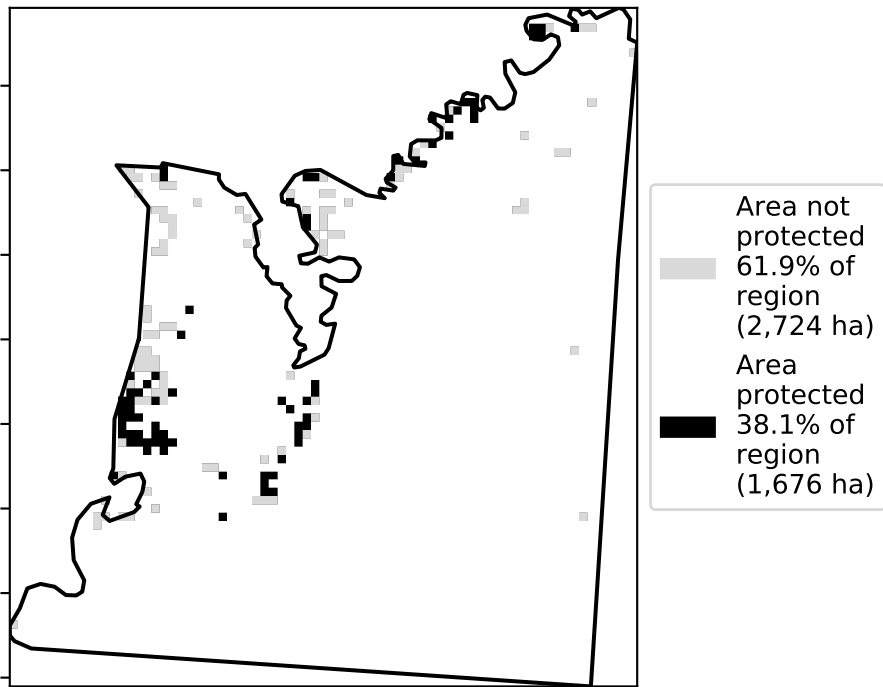 Area not
protected
61.9% of
region
(2,724 ha)
Area
protected
38.1% of
region
(1,676 ha)